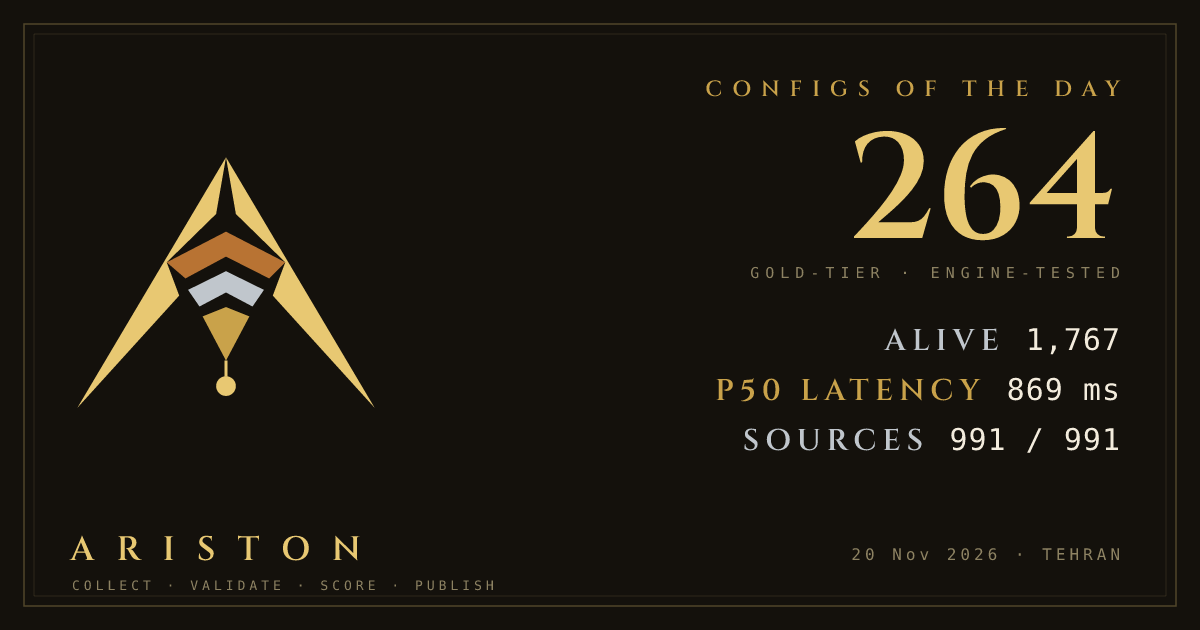 CONFIGS OF THE DAY
264
GOLD-TIER · ENGINE-TESTED
ALIVE 1,767
P50 LATENCY 869 ms
SOURCES 991 / 991
ARISTON
COLLECT · VALIDATE · SCORE · PUBLISH
20 Nov 2026 · TEHRAN